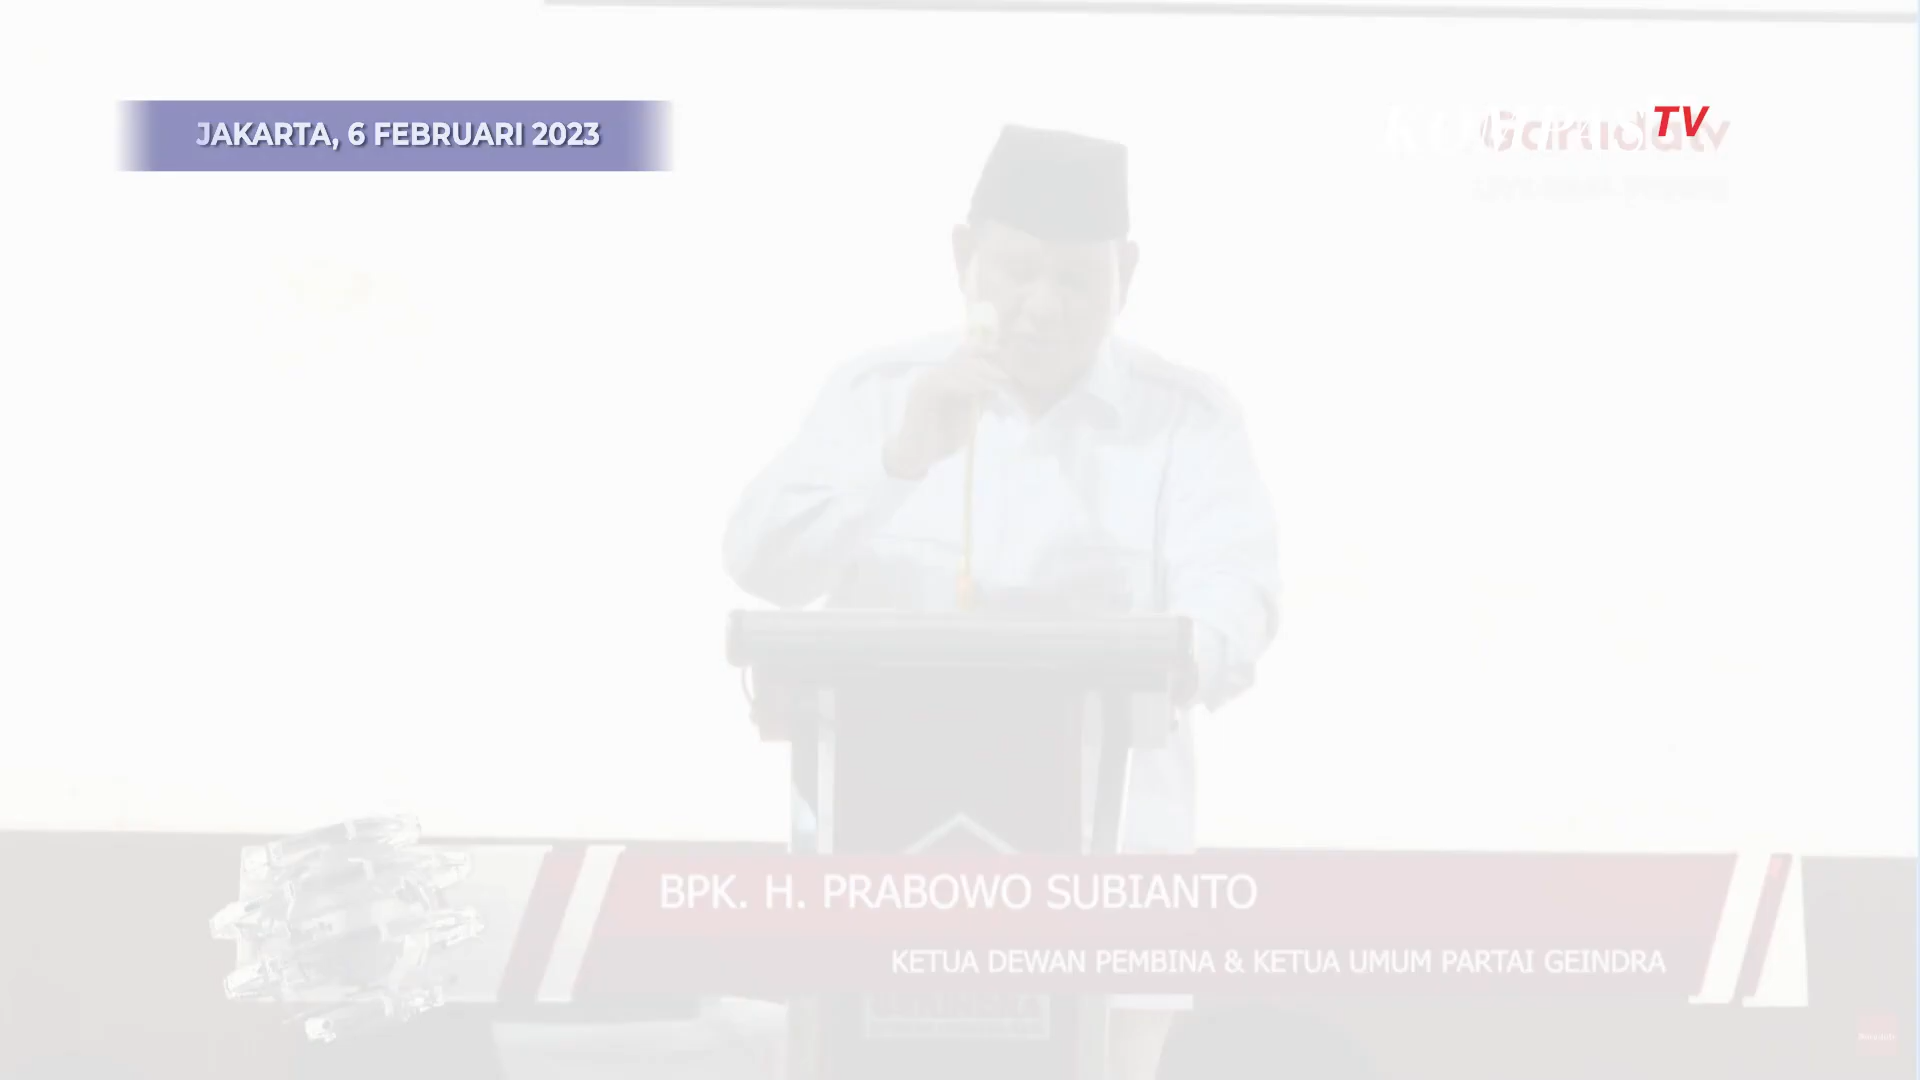 JAKARTA, 6 FEBRUARI 2023
TV
BPK. H. PRABOWO SUBIANTO
KETUA DEWAN PEMBINA & KETUA UMUM PARTAI GEINDRA